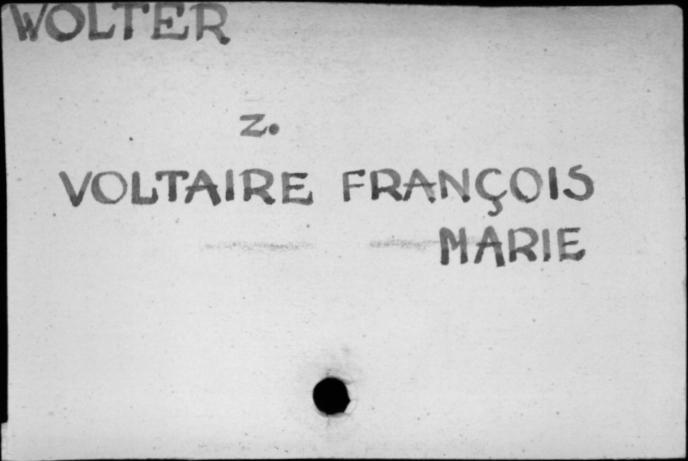 WOLTER
z.
VOLTAIRE FRANÇOIS
MARIE